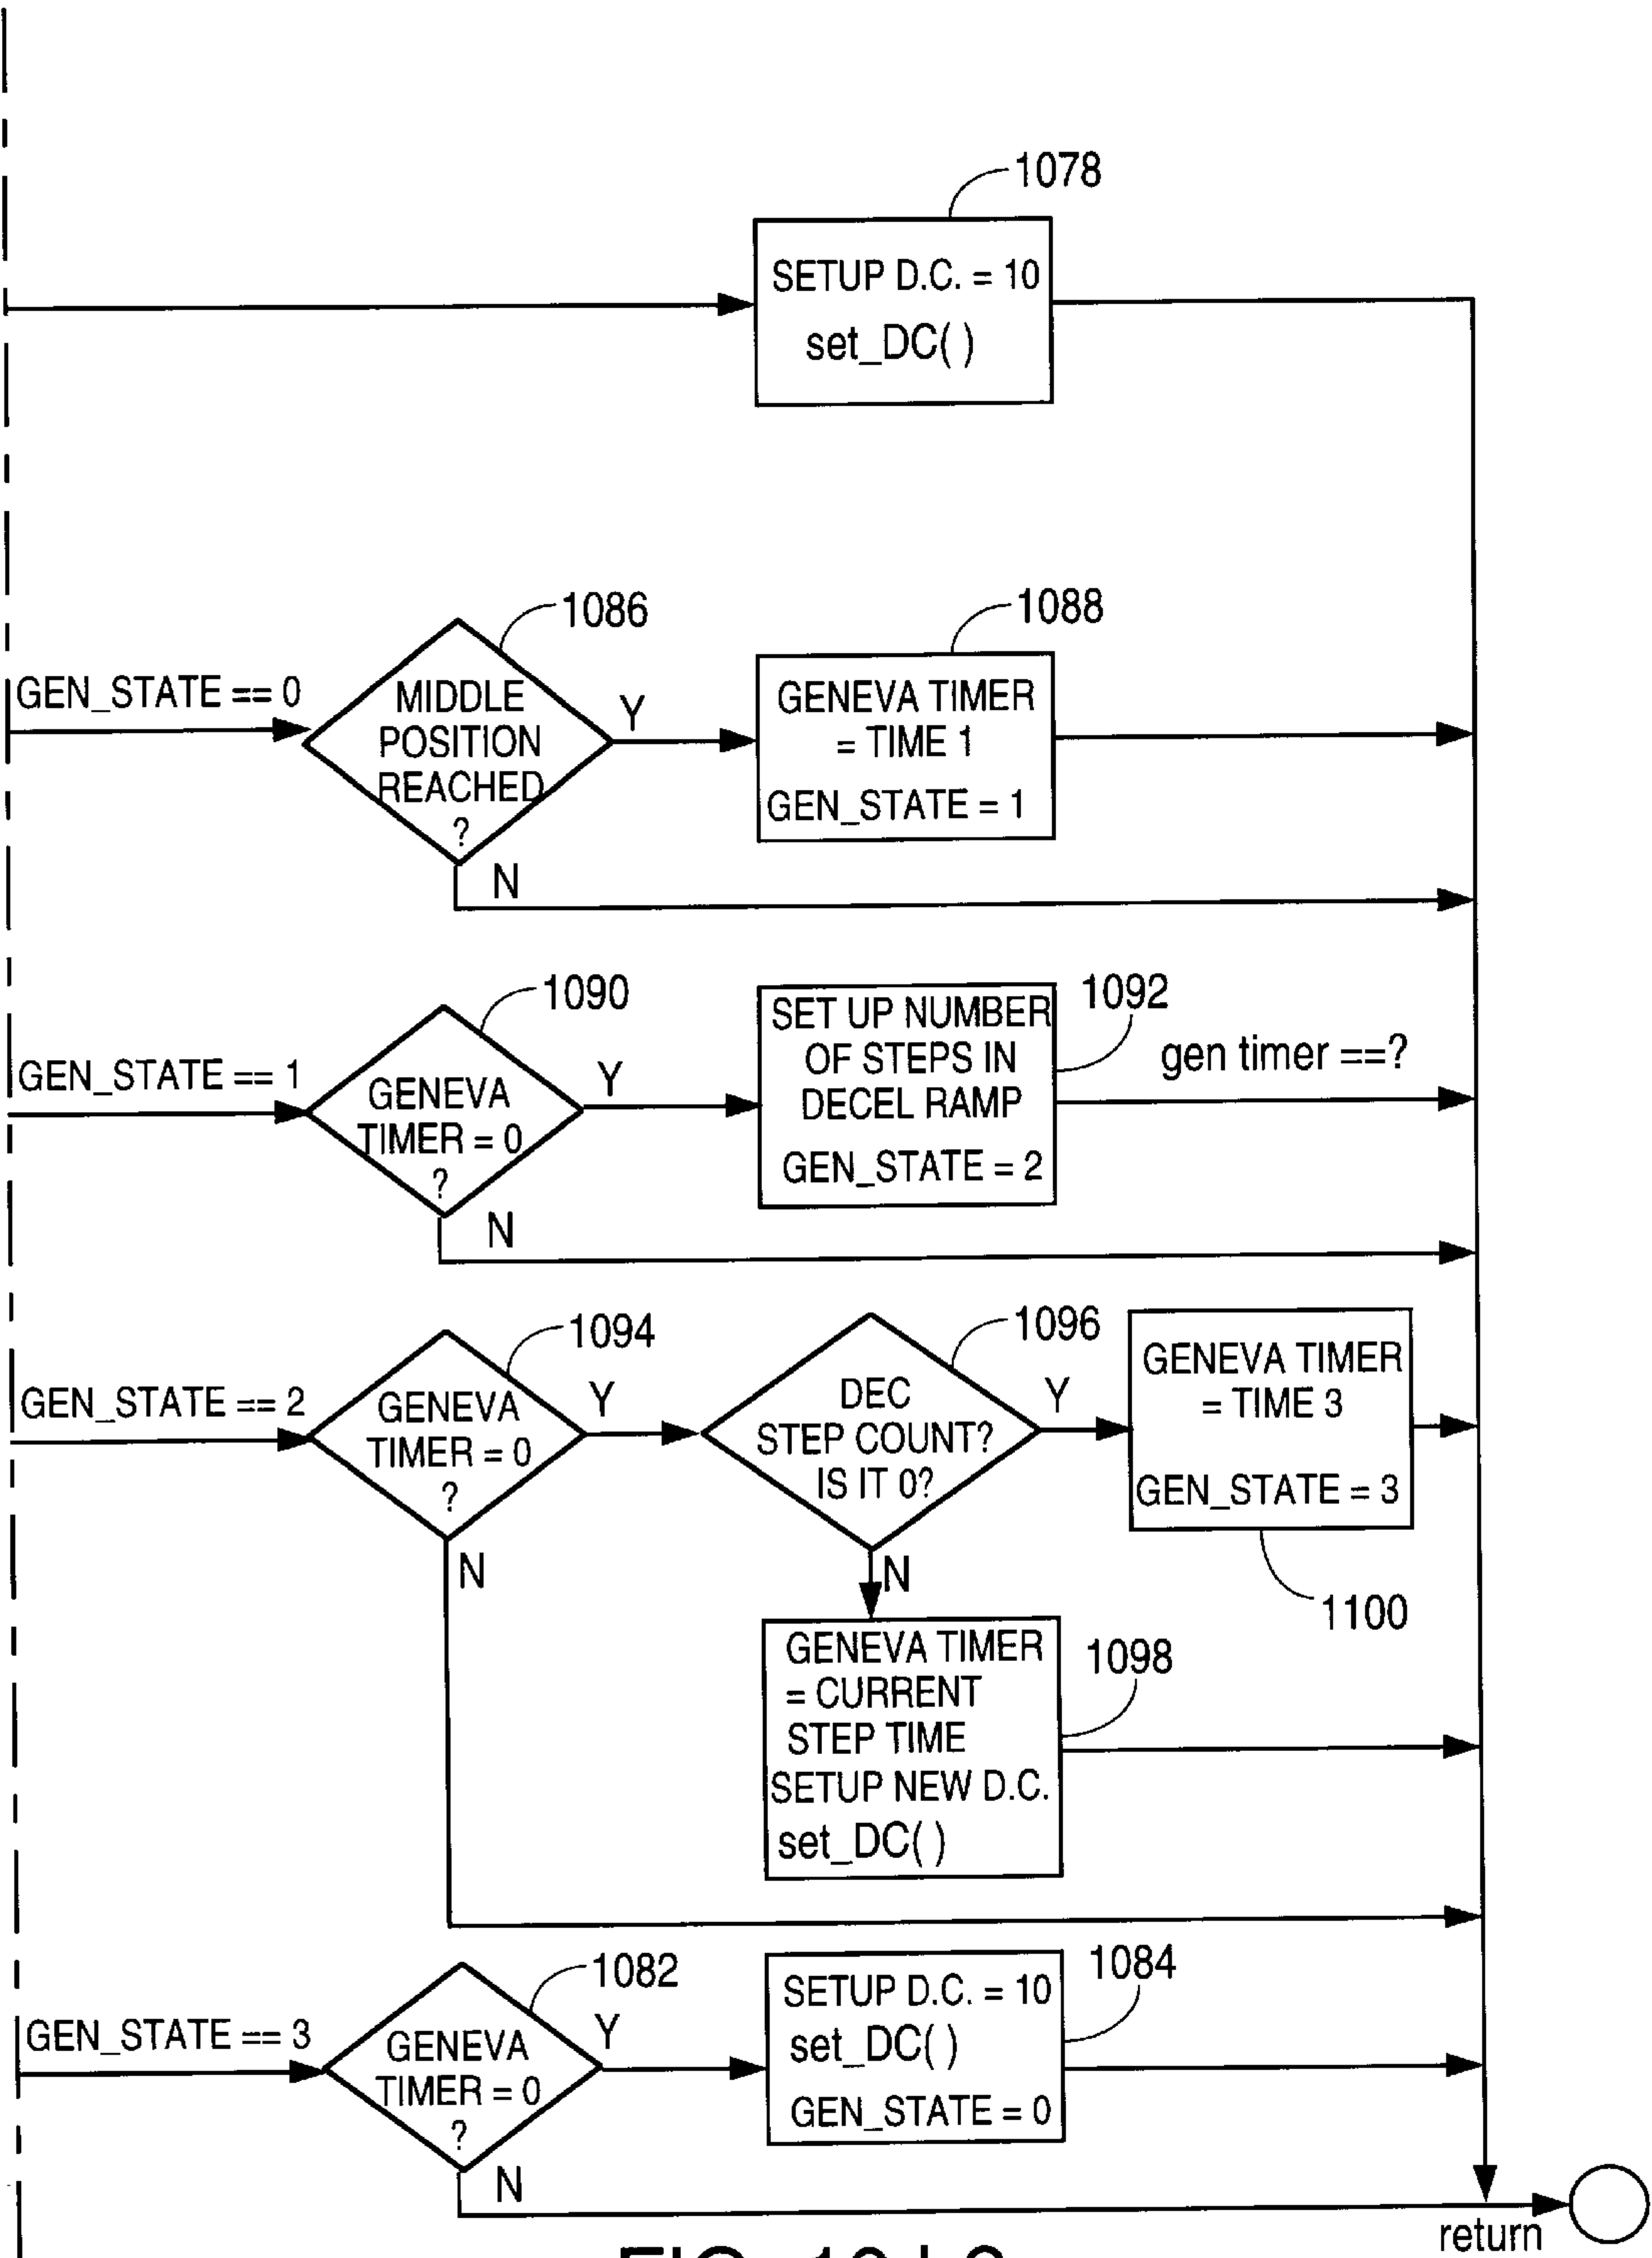 1078
SETUP D.C. = 10
set_DC( )
1086
1088
GEN_STATE == 0
MIDDLE
POSITION
REACHED
?
Y
GENEVA TIMER
= TIME 1
GEN_STATE = 1
N
1090
1092
GEN_STATE == 1
GENEVA
TIMER = 0
?
Y
SET UP NUMBER
OF STEPS IN
DECEL RAMP
GEN_STATE = 2
gen timer ==?
N
1094
1096
GEN_STATE == 2
GENEVA
TIMER = 0
?
Y
DEC
STEP COUNT?
IS IT 0?
Y
GENEVA TIMER
= TIME 3
GEN_STATE = 3
N
N
1100
GENEVA TIMER
= CURRENT
STEP TIME
SETUP NEW D.C.
set_DC( )
1098
1082
1084
GEN_STATE == 3
GENEVA
TIMER = 0
?
Y
SETUP D.C. = 10
set_DC( )
GEN_STATE = 0
N
return